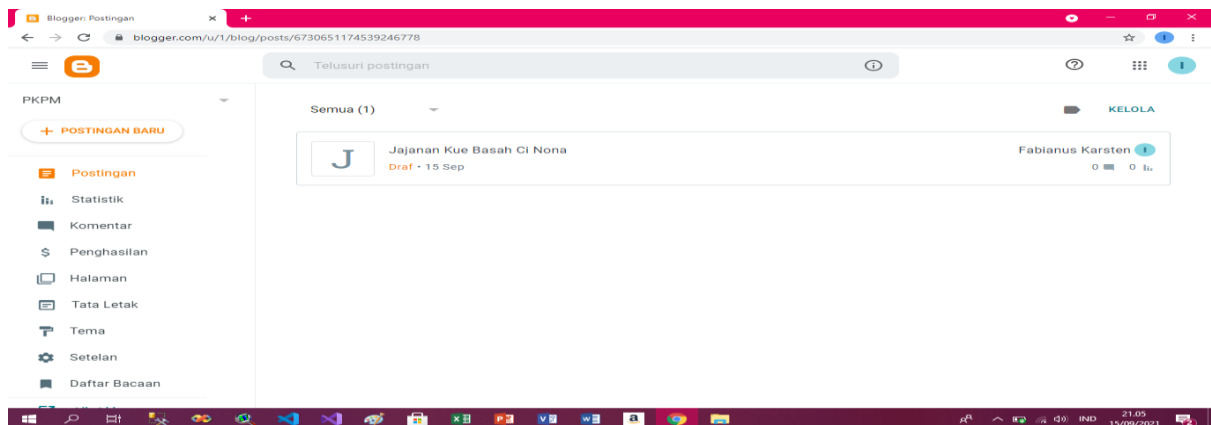 Blogger: Postingan
blogger.com/u/1/blog/posts/6730651174539246778
Telusuri postingan
PKPM
Semua (1)
KELOLA
POSTINGAN BARU
J
Jajanan Kue Basah Ci Nona
Fabianus Karsten
Draf • 15 Sep
0 0
Postingan
Statistik
Komentar
Penghasilan
Halaman
Tata Letak
Tema
Setelan
Daftar Bacaan
IND
21.05
15/09/2021